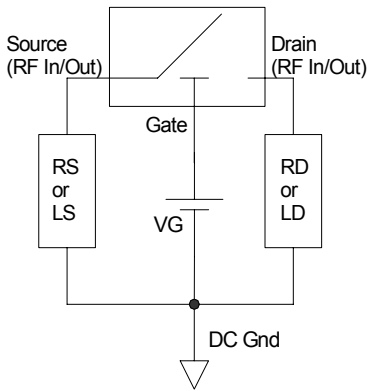 Source
(RF In/Out)
Drain
(RF In/Out)
Gate
RS
or
LS
RD
or
LD
VG
DC Gnd